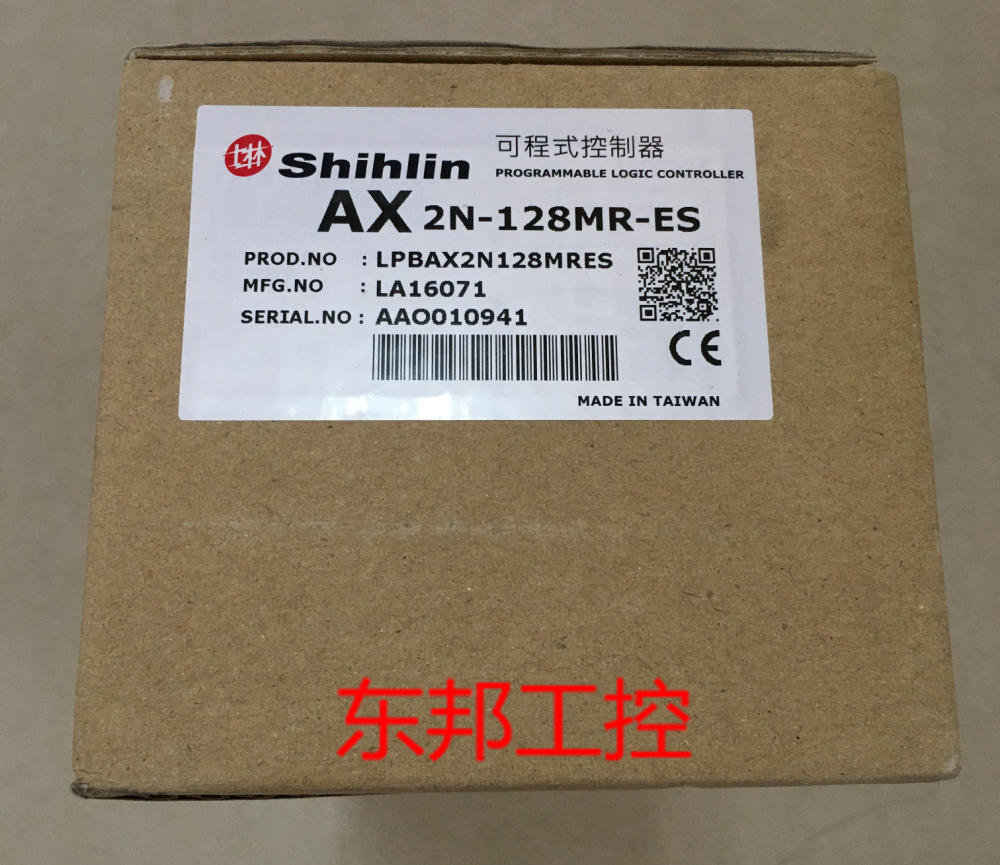 士林 Shihlin
可程式控制器
PROGRAMMABLE LOGIC CONTROLLER
AX 2N-128MR-ES
PROD.NO : LPBAX2N128MRES
MFG.NO : LA16071
SERIAL.NO : AAO010941
CE
MADE IN TAIWAN
东邦工控